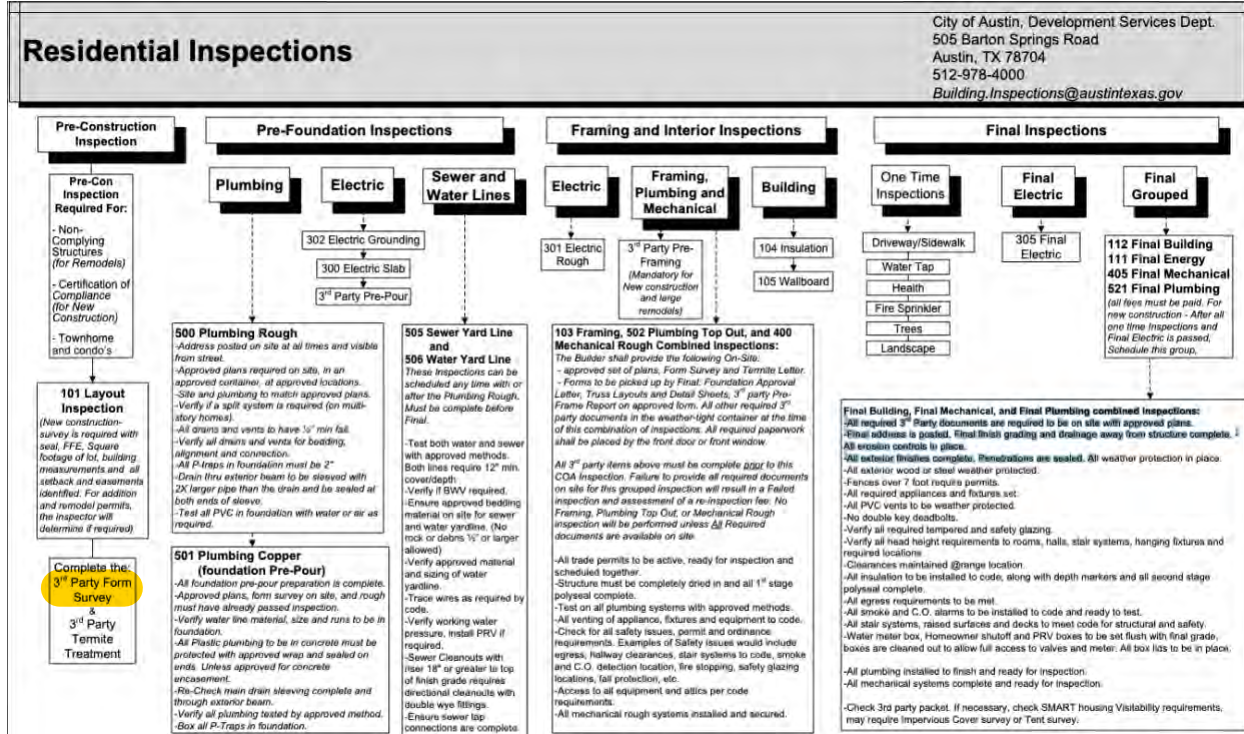 Residential Inspections
City of Austin, Development Services Dept.
505 Barton Springs Road
Austin, TX 78704
512-978-4000
Building.Inspections@austintexas.gov
Pre-Construction
Inspection
Pre-Con
Inspection
Required For:
- Non-
Complying
Structures
(for Remodels)
- Certification of
Compliance
(for New
Construction)
- Townhome
and condo's
101 Layout
Inspection
(New construction-
survey is required with
seal, FFE, Square
footage of lot, building
measurements and all
setback and easements
identified. For addition
and remodel permits,
the inspector will
determine if required)
Complete the:
3rd Party Form
Survey
&
3rd Party
Termite
Treatment
Pre-Foundation Inspections
Plumbing
Electric
Sewer and
Water Lines
302 Electric Grounding
300 Electric Slab
3rd Party Pre-Pour
500 Plumbing Rough
-Address posted on site at all times and visible
from street.
-Approved plans required on site, in an
approved container, at approved locations.
-Site and plumbing to match approved plans.
-Verify if a split system is required (on multi-
story homes).
-All drains and vents to have ⅛" min fall.
-Verify all drains and vents for bedding,
alignment and connection.
-All P-traps in foundation must be 2"
-Drain thru exterior beam to be sleeved with
2X larger pipe than the drain and be sealed at
both ends of sleeve.
-Test all PVC in foundation with water or air as
required.
501 Plumbing Copper
(foundation Pre-Pour)
-All foundation pre-pour preparation is complete.
-Approved plans, form survey on site, and rough
must have already passed inspection.
-Verify water line material, size and runs to be in
foundation.
-All Plastic plumbing to be in concrete must be
protected with approved wrap and sealed on
ends. Unless approved for concrete
encasement.
-Re-Check main drain sleeving complete and
through exterior beam.
-Verify all plumbing tested by approved method.
-Box all P-Traps in foundation.
505 Sewer Yard Line
and
506 Water Yard Line
These Inspections can be
scheduled any time with or
after the Plumbing Rough.
Must be complete before
Final.
-Test both water and sewer
with approved methods.
Both lines require 12" min.
cover/depth
-Verify if BWV required.
-Ensure approved bedding
material on site for sewer
and water yardline. (No
rock or debris ½" or larger
allowed)
-Verify approved material
and sizing of water
yardline.
-Trace wires as required by
code.
-Verify working water
pressure, install PRV if
required.
-Sewer Cleanouts with
riser 18" or greater to top
of finish grade requires
directional cleanouts with
double wye fittings.
-Ensure sewer tap
connections are complete.
Framing and Interior Inspections
Electric
Framing,
Plumbing and
Mechanical
Building
301 Electric
Rough
3rd Party Pre-
Framing
(Mandatory for
New construction
and large
remodels)
104 Insulation
105 Wallboard
103 Framing, 502 Plumbing Top Out, and 400
Mechanical Rough Combined Inspections:
The Builder shall provide the following On-Site.
- approved set of plans, Form Survey and Termite Letter.
- Forms to be picked up by Final: Foundation Approval
Letter, Truss Layouts and Detail Sheets, 3rd party Pre-
Frame Report on approved form. All other required 3rd
party documents in the weather-tight container at the time
of this combination of inspections. All required paperwork
shall be placed by the front door or front window.
All 3rd party items above must be complete prior to this
COA Inspection. Failure to provide all required documents
on site for this grouped inspection will result in a Failed
inspection and assessment of a re-inspection fee. No
Framing, Plumbing Top Out, or Mechanical Rough
inspection will be performed unless All Required
documents are available on site.
-All trade permits to be active, ready for inspection and
scheduled together.
-Structure must be completely dried in and all 1st stage
polyseal complete.
-Test on all plumbing systems with approved methods.
-All venting of appliance, fixtures and equipment to code.
-Check for all safety issues, permit and ordinance
requirements. Examples of Safety issues would include
egress, hallway clearances, stair systems to code, smoke
and C.O. detection location, fire stopping, safety glazing
locations, fall protection, etc.
-Access to all equipment and attics per code
requirements.
-All mechanical rough systems installed and secured.
Final Inspections
One Time
Inspections
Final
Electric
Final
Grouped
Driveway/Sidewalk
Water Tap
Health
Fire Sprinkler
Trees
Landscape
305 Final
Electric
112 Final Building
111 Final Energy
405 Final Mechanical
521 Final Plumbing
(all fees must be paid. For
new construction - After all
one time Inspections and
Final Electric is passed,
Schedule this group,
Final Building, Final Mechanical, and Final Plumbing combined Inspections:
-All required 3rd Party documents are required to be on site with approved plans.
-Final address is posted. Final finish grading and drainage away from structure complete.
-All erosion controls in place.
-All exterior finishes complete. Penetrations are sealed. All weather protection in place.
-All exterior wood or steel weather protected.
-Fences over 7 foot require permits.
-All required appliances and fixtures set.
-All PVC vents to be weather protected.
-No double key deadbolts.
-Verify all required tempered and safety glazing.
-Verify all head height requirements to rooms, halls, stair systems, hanging fixtures and
required locations
-Clearances maintained @range location.
-All insulation to be installed to code, along with depth markers and all second stage
polyseal complete.
-All egress requirements to be met.
-All smoke and C.O. alarms to be installed to code and ready to test.
-All stair systems, raised surfaces and decks to meet code for structural and safety.
-Water meter box, Homeowner shutoff and PRV boxes to be set flush with final grade,
boxes are cleaned out to allow full access to valves and meter. All box lids to be in place.
-All plumbing installed to finish and ready for inspection.
-All mechanical systems complete and ready for inspection.
-Check 3rd party packet. If necessary, check SMART housing Visitability requirements,
may require Impervious Cover survey or Tent survey.